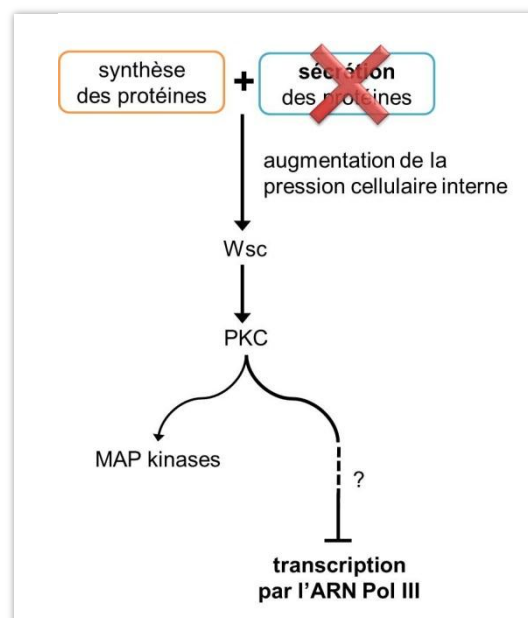 synthèse
des protéines
+
sécrétion
des protéines
augmentation de la
pression cellulaire interne
Wsc
PKC
MAP kinases
?
transcription
par l'ARN Pol III